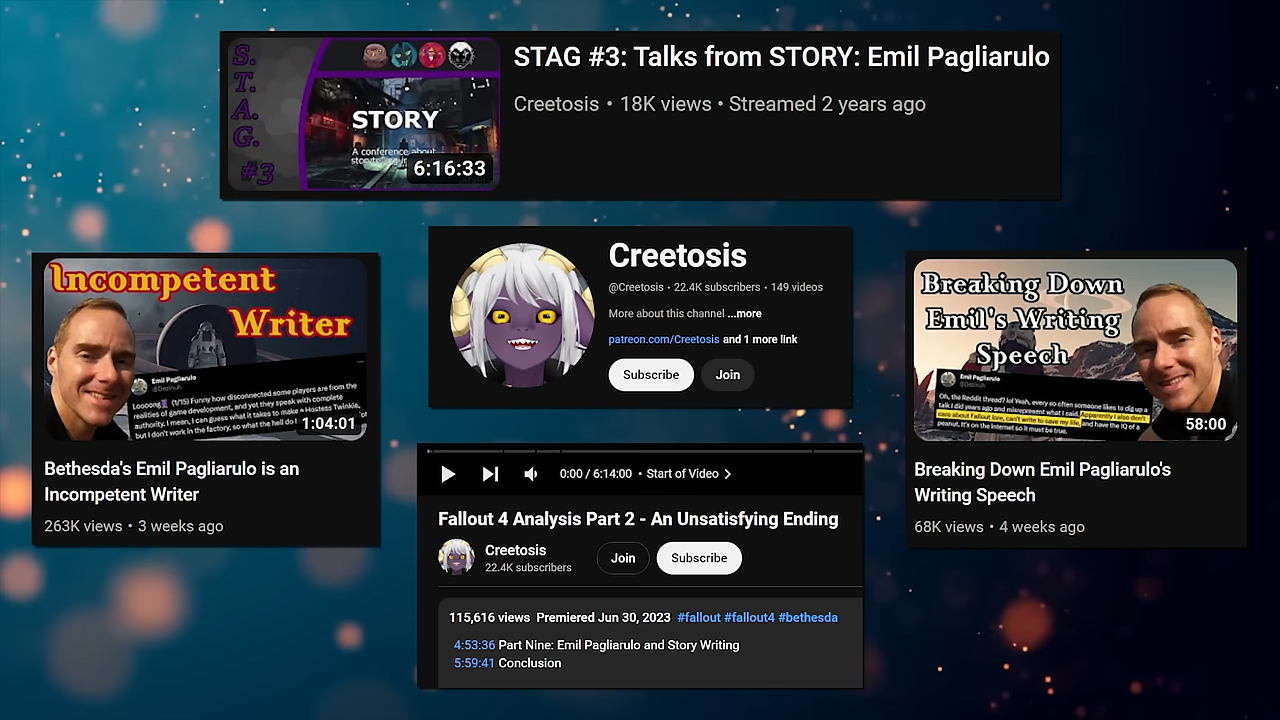 S.
T.
A.
G.
#3
STORY
A conference about
6:16:33
STAG #3: Talks from STORY: Emil Pagliarulo
Creetosis • 18K views • Streamed 2 years ago
Incompetent
Writer
Emil Pagliarulo
@Dezinuh
Loooong (1/15) Funny how disconnected some players are from the
realities of game development, and yet they speak with complete
authority. I mean, I can guess what it takes to make a Hostess Twinkie,
but I don't work in the factory, so what the hell do I
1:04:01
Bethesda's Emil Pagliarulo is an
Incompetent Writer
263K views • 3 weeks ago
Creetosis
@Creetosis • 22.4K subscribers • 149 videos
More about this channel ...more
patreon.com/Creetosis and 1 more link
Subscribe
Join
Breaking Down
Emil's Writing
Speech
Emil Pagliarulo
@Dezinuh
Oh, the Reddit thread? lol Yeah, every so often someone likes to dig up a
talk I did years ago and misrepresent what I said. Apparently I also don't
care about Fallout lore, can't write to save my life, and have the IQ of a
peanut. It's on the Internet so it must be true.
58:00
Breaking Down Emil Pagliarulo's
Writing Speech
68K views • 4 weeks ago
0:00 / 6:14:00 • Start of Video
Fallout 4 Analysis Part 2 - An Unsatisfying Ending
Creetosis
22.4K subscribers
Join
Subscribe
115,616 views Premiered Jun 30, 2023 #fallout #fallout4 #bethesda
4:53:36 Part Nine: Emil Pagliarulo and Story Writing
5:59:41 Conclusion